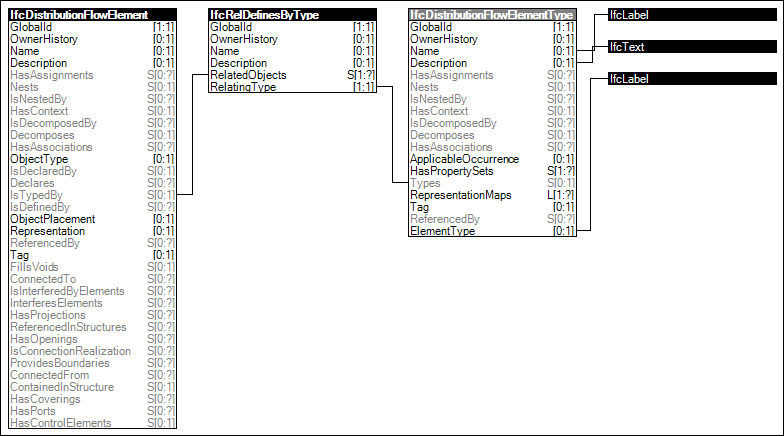 IfcDistributionFlowElement
GlobalId [1:1]
OwnerHistory [0:1]
Name [0:1]
Description [0:1]
HasAssignments S[0:?]
Nests S[0:1]
IsNestedBy S[0:?]
HasContext S[0:1]
IsDecomposedBy S[0:?]
Decomposes S[0:1]
HasAssociations S[0:?]
ObjectType [0:1]
IsDeclaredBy S[0:1]
Declares S[0:?]
IsTypedBy S[0:1]
IsDefinedBy S[0:?]
ObjectPlacement [0:1]
Representation [0:1]
ReferencedBy S[0:?]
Tag [0:1]
FillsVoids S[0:1]
ConnectedTo S[0:?]
IsInterferedByElements S[0:?]
InterferesElements S[0:?]
HasProjections S[0:?]
ReferencedInStructures S[0:?]
HasOpenings S[0:?]
IsConnectionRealization S[0:?]
ProvidesBoundaries S[0:?]
ConnectedFrom S[0:?]
ContainedInStructure S[0:1]
HasCoverings S[0:?]
HasPorts S[0:?]
HasControlElements S[0:1]
IfcRelDefinesByType
GlobalId [1:1]
OwnerHistory [0:1]
Name [0:1]
Description [0:1]
RelatedObjects S[1:?]
RelatingType [1:1]
IfcDistributionFlowElementType
GlobalId [1:1]
OwnerHistory [0:1]
Name [0:1]
Description [0:1]
HasAssignments S[0:?]
Nests S[0:1]
IsNestedBy S[0:?]
HasContext S[0:1]
IsDecomposedBy S[0:?]
Decomposes S[0:1]
HasAssociations S[0:?]
ApplicableOccurrence [0:1]
HasPropertySets S[1:?]
Types S[0:1]
RepresentationMaps L[1:?]
Tag [0:1]
ReferencedBy S[0:?]
ElementType [0:1]
IfcLabel
IfcText
IfcLabel